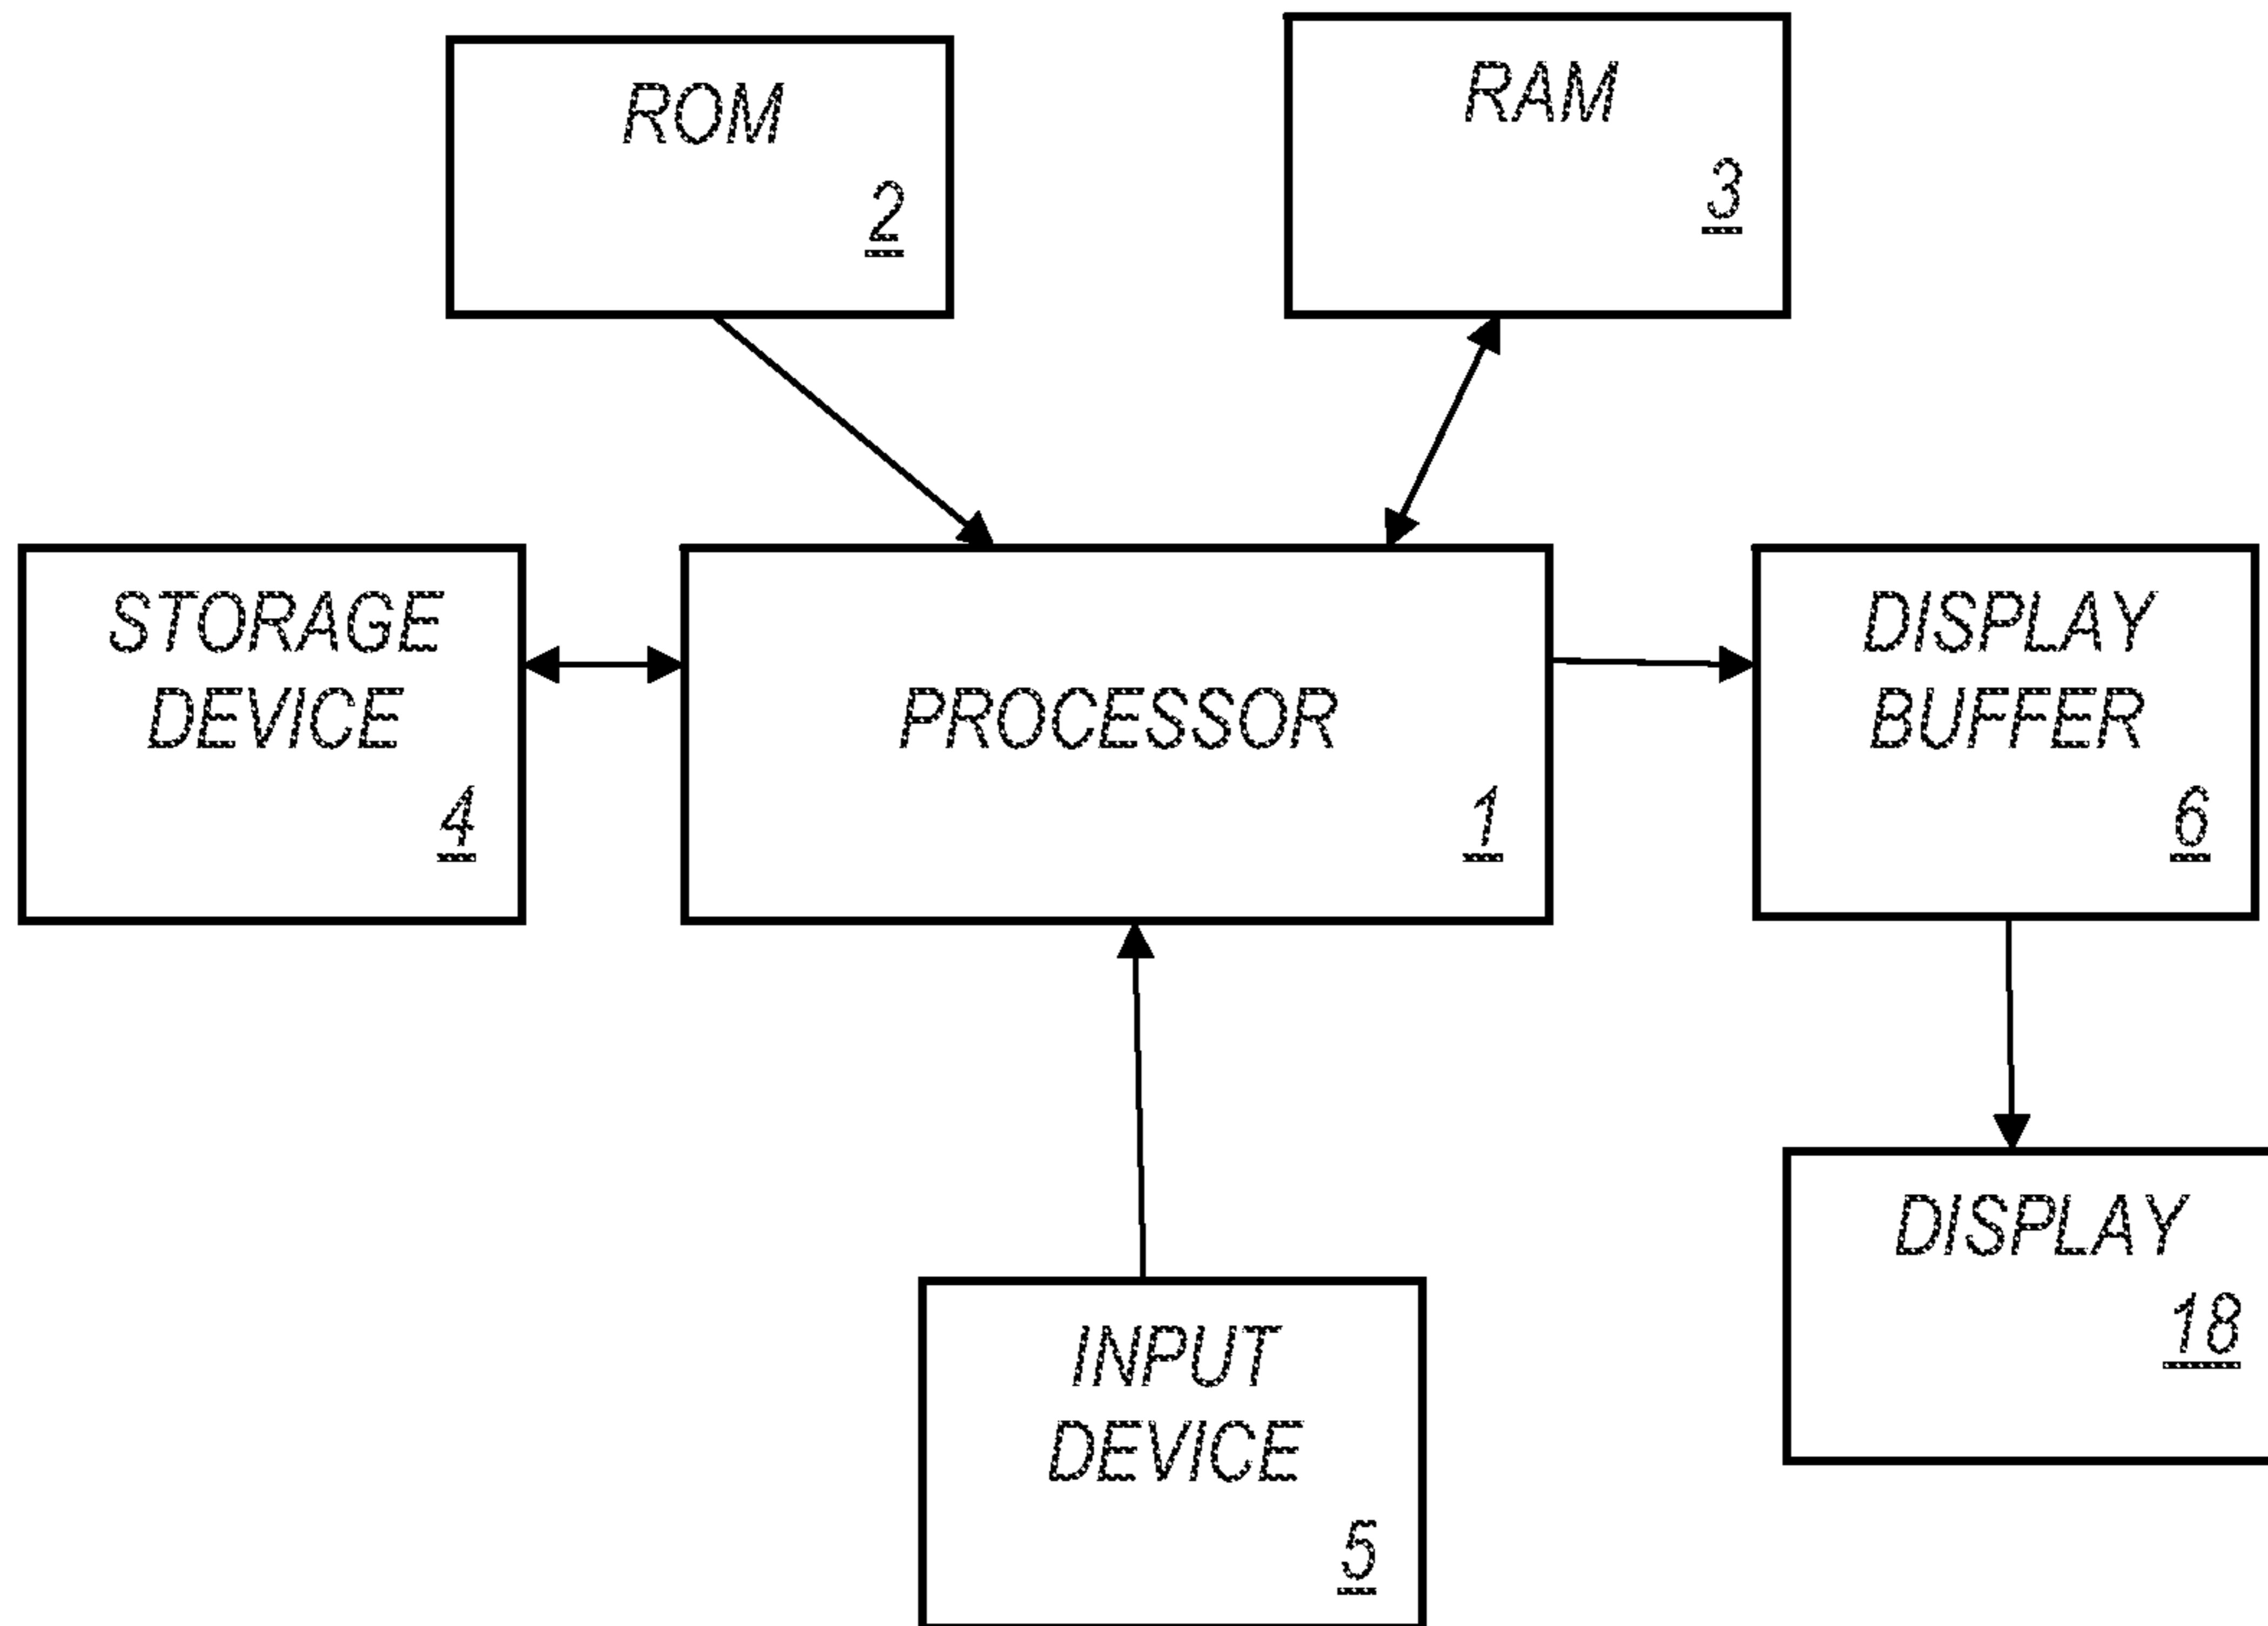 ROM
2
RAM
3
STORAGE
DEVICE
4
PROCESSOR
1
DISPLAY
BUFFER
6
DISPLAY
18
INPUT
DEVICE
5